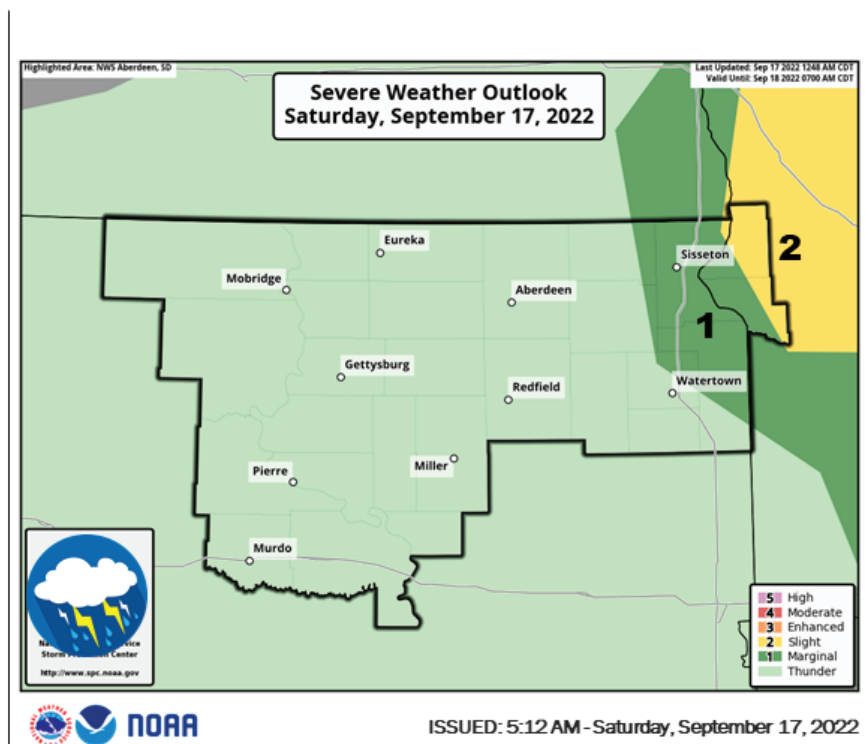 Highlighted Area: NWS Aberdeen, SD
Last Updated: Sep 17 2022 1248 AM CDT
Valid Until: Sep 18 2022 0700 AM CDT
Severe Weather Outlook
Saturday, September 17, 2022
Eureka
Sisseton
2
Mobridge
Aberdeen
1
Gettysburg
Redfield
Watertown
Miller
Pierre
Murdo
Storm
Center
http://www.spc.noaa.gov
5 High
4 Moderate
3 Enhanced
2 Slight
1 Marginal
Thunder
NOAA
ISSUED: 5:12 AM - Saturday, September 17, 2022